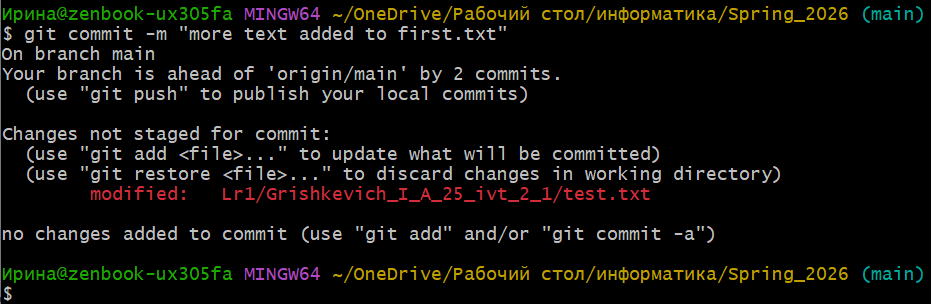 Ирина@zenbook-ux305fa MINGW64 ~/OneDrive/Рабочий стол/информатика/Spring_2026 (main)
$ git commit -m "more text added to first.txt"
On branch main
Your branch is ahead of 'origin/main' by 2 commits.
  (use "git push" to publish your local commits)

Changes not staged for commit:
  (use "git add <file>..." to update what will be committed)
  (use "git restore <file>..." to discard changes in working directory)
        modified:   Lr1/Grishkevich_I_A_25_ivt_2_1/test.txt

no changes added to commit (use "git add" and/or "git commit -a")

Ирина@zenbook-ux305fa MINGW64 ~/OneDrive/Рабочий стол/информатика/Spring_2026 (main)
$